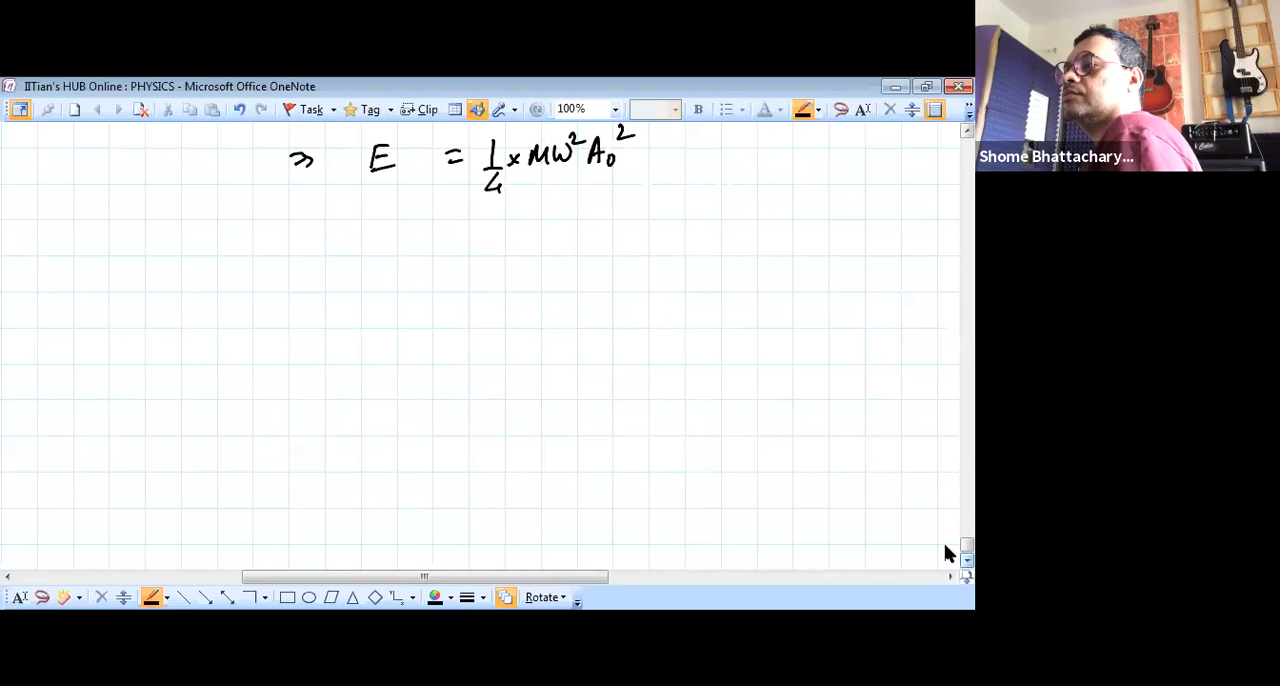 IITian's HUB Online : PHYSICS - Microsoft Office OneNote
Task Tag Clip 100% B A A
⇒ E = 1/4 × Mω² A₀²
Shome Bhattachary...
A Rotate